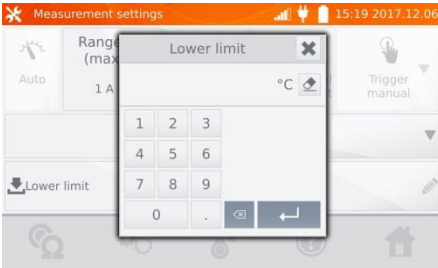 Measurement settings 15:19 2017.12.06
Range
(max
Auto
1 A
Trigger
manual
Lower limit
Lower limit
°C
1 2 3
4 5 6
7 8 9
0 .